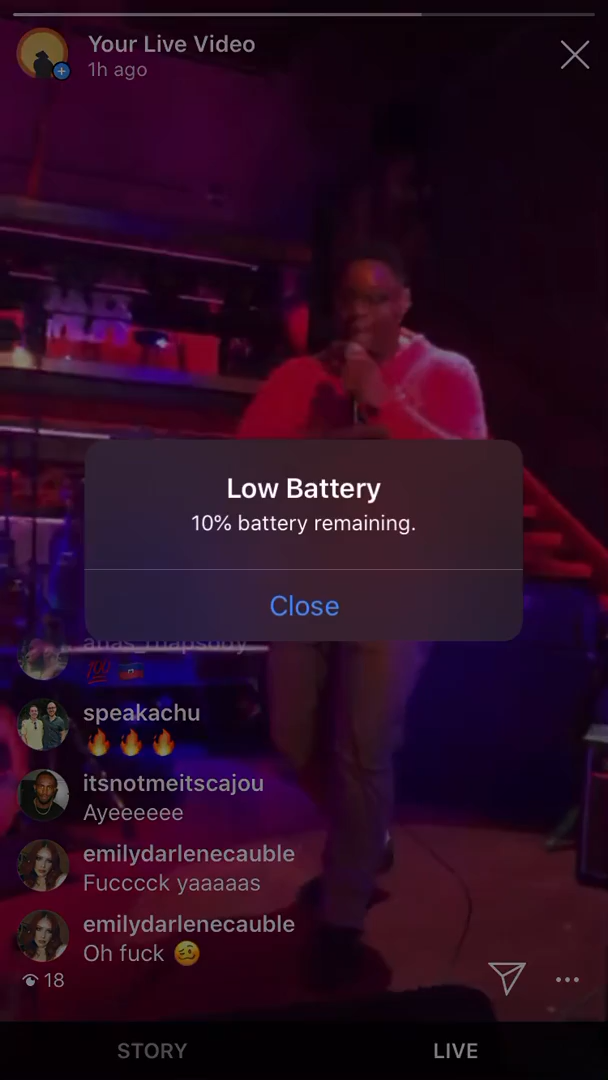 Your Live Video
1h ago
Low Battery
10% battery remaining.
Close
💯 🇭🇹
speakachu
🔥 🔥 🔥
itsnotmeitscajou
Ayeeeeee
emilydarlenecauble
Fucccck yaaaaas
emilydarlenecauble
Oh fuck 🥴
18
STORY
LIVE